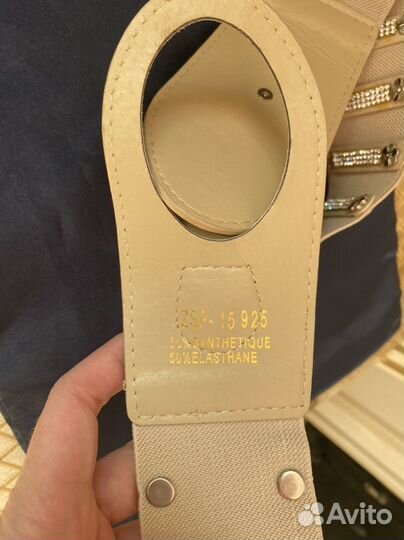 ZSP-15 925
50%SYNTHETIQUE
50%ELASTHANE
Avito